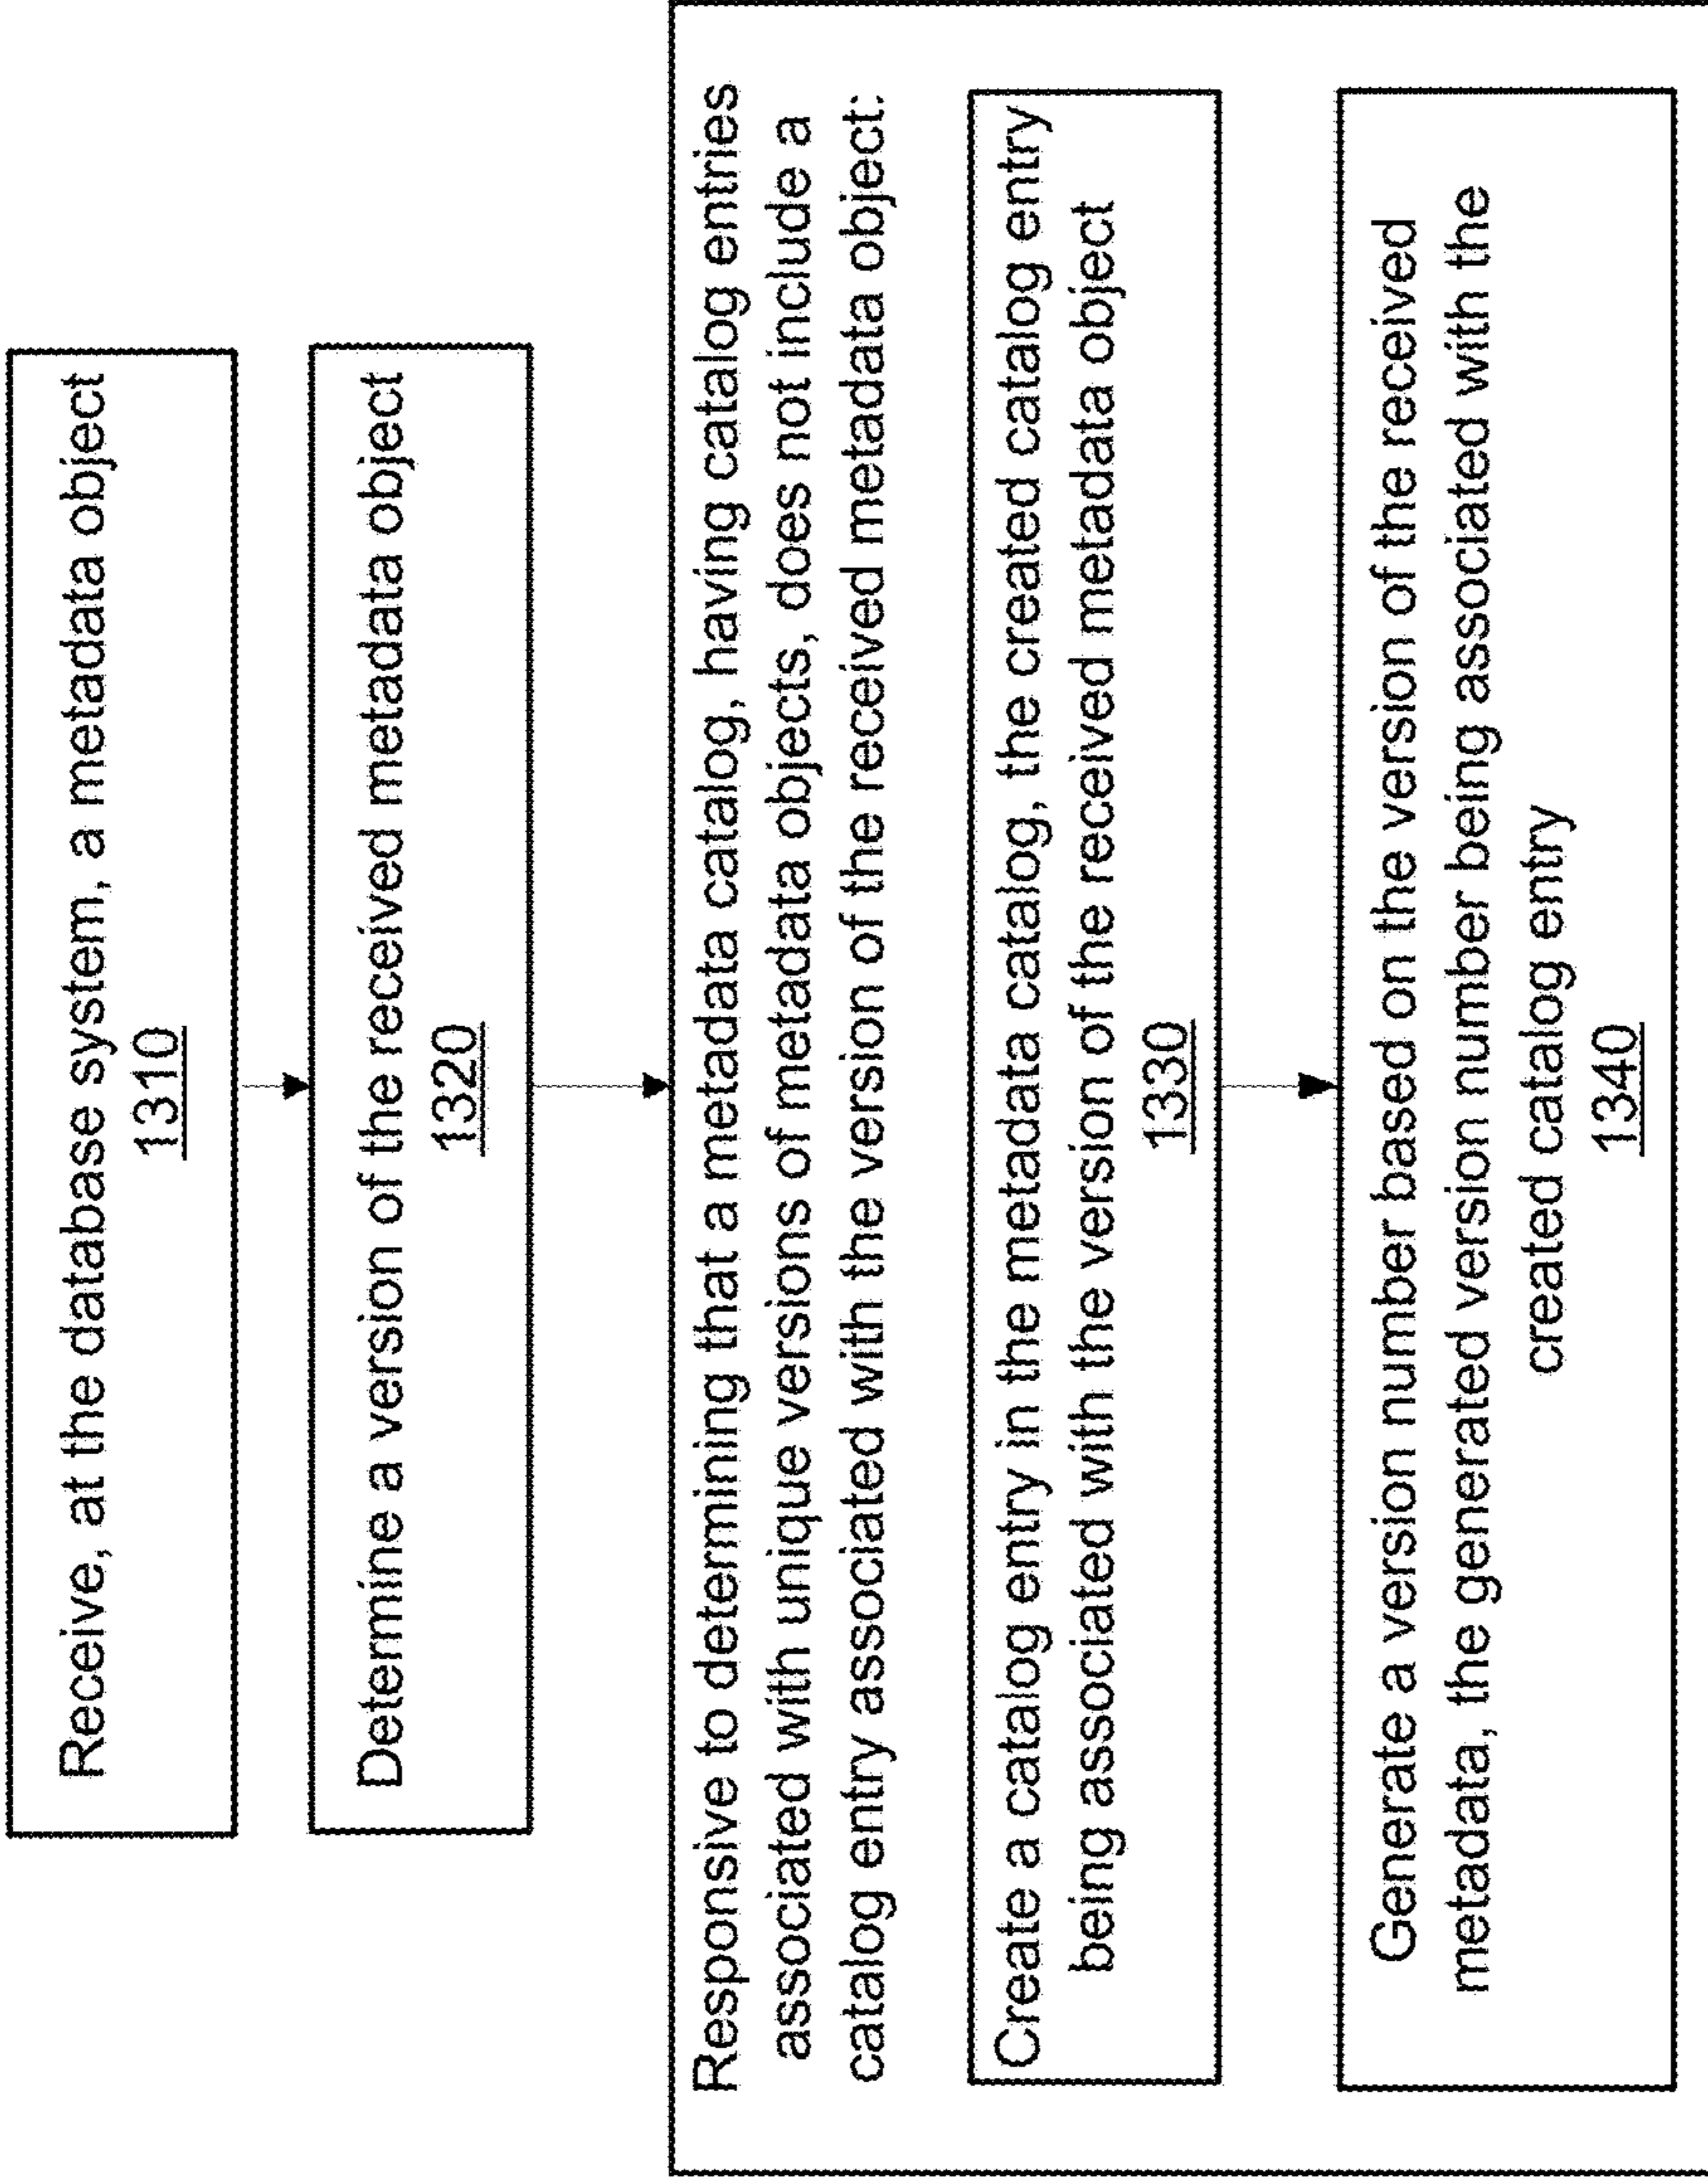 Receive, at the database system, a metadata object
1310
Determine a version of the received metadata object
1320
Responsive to determining that a metadata catalog, having catalog entries
associated with unique versions of metadata objects, does not include a
catalog entry associated with the version of the received metadata object:
Create a catalog entry in the metadata catalog, the created catalog entry
being associated with the version of the received metadata object
1330
Generate a version number based on the version of the received
metadata, the generated version number being associated with the
created catalog entry
1340